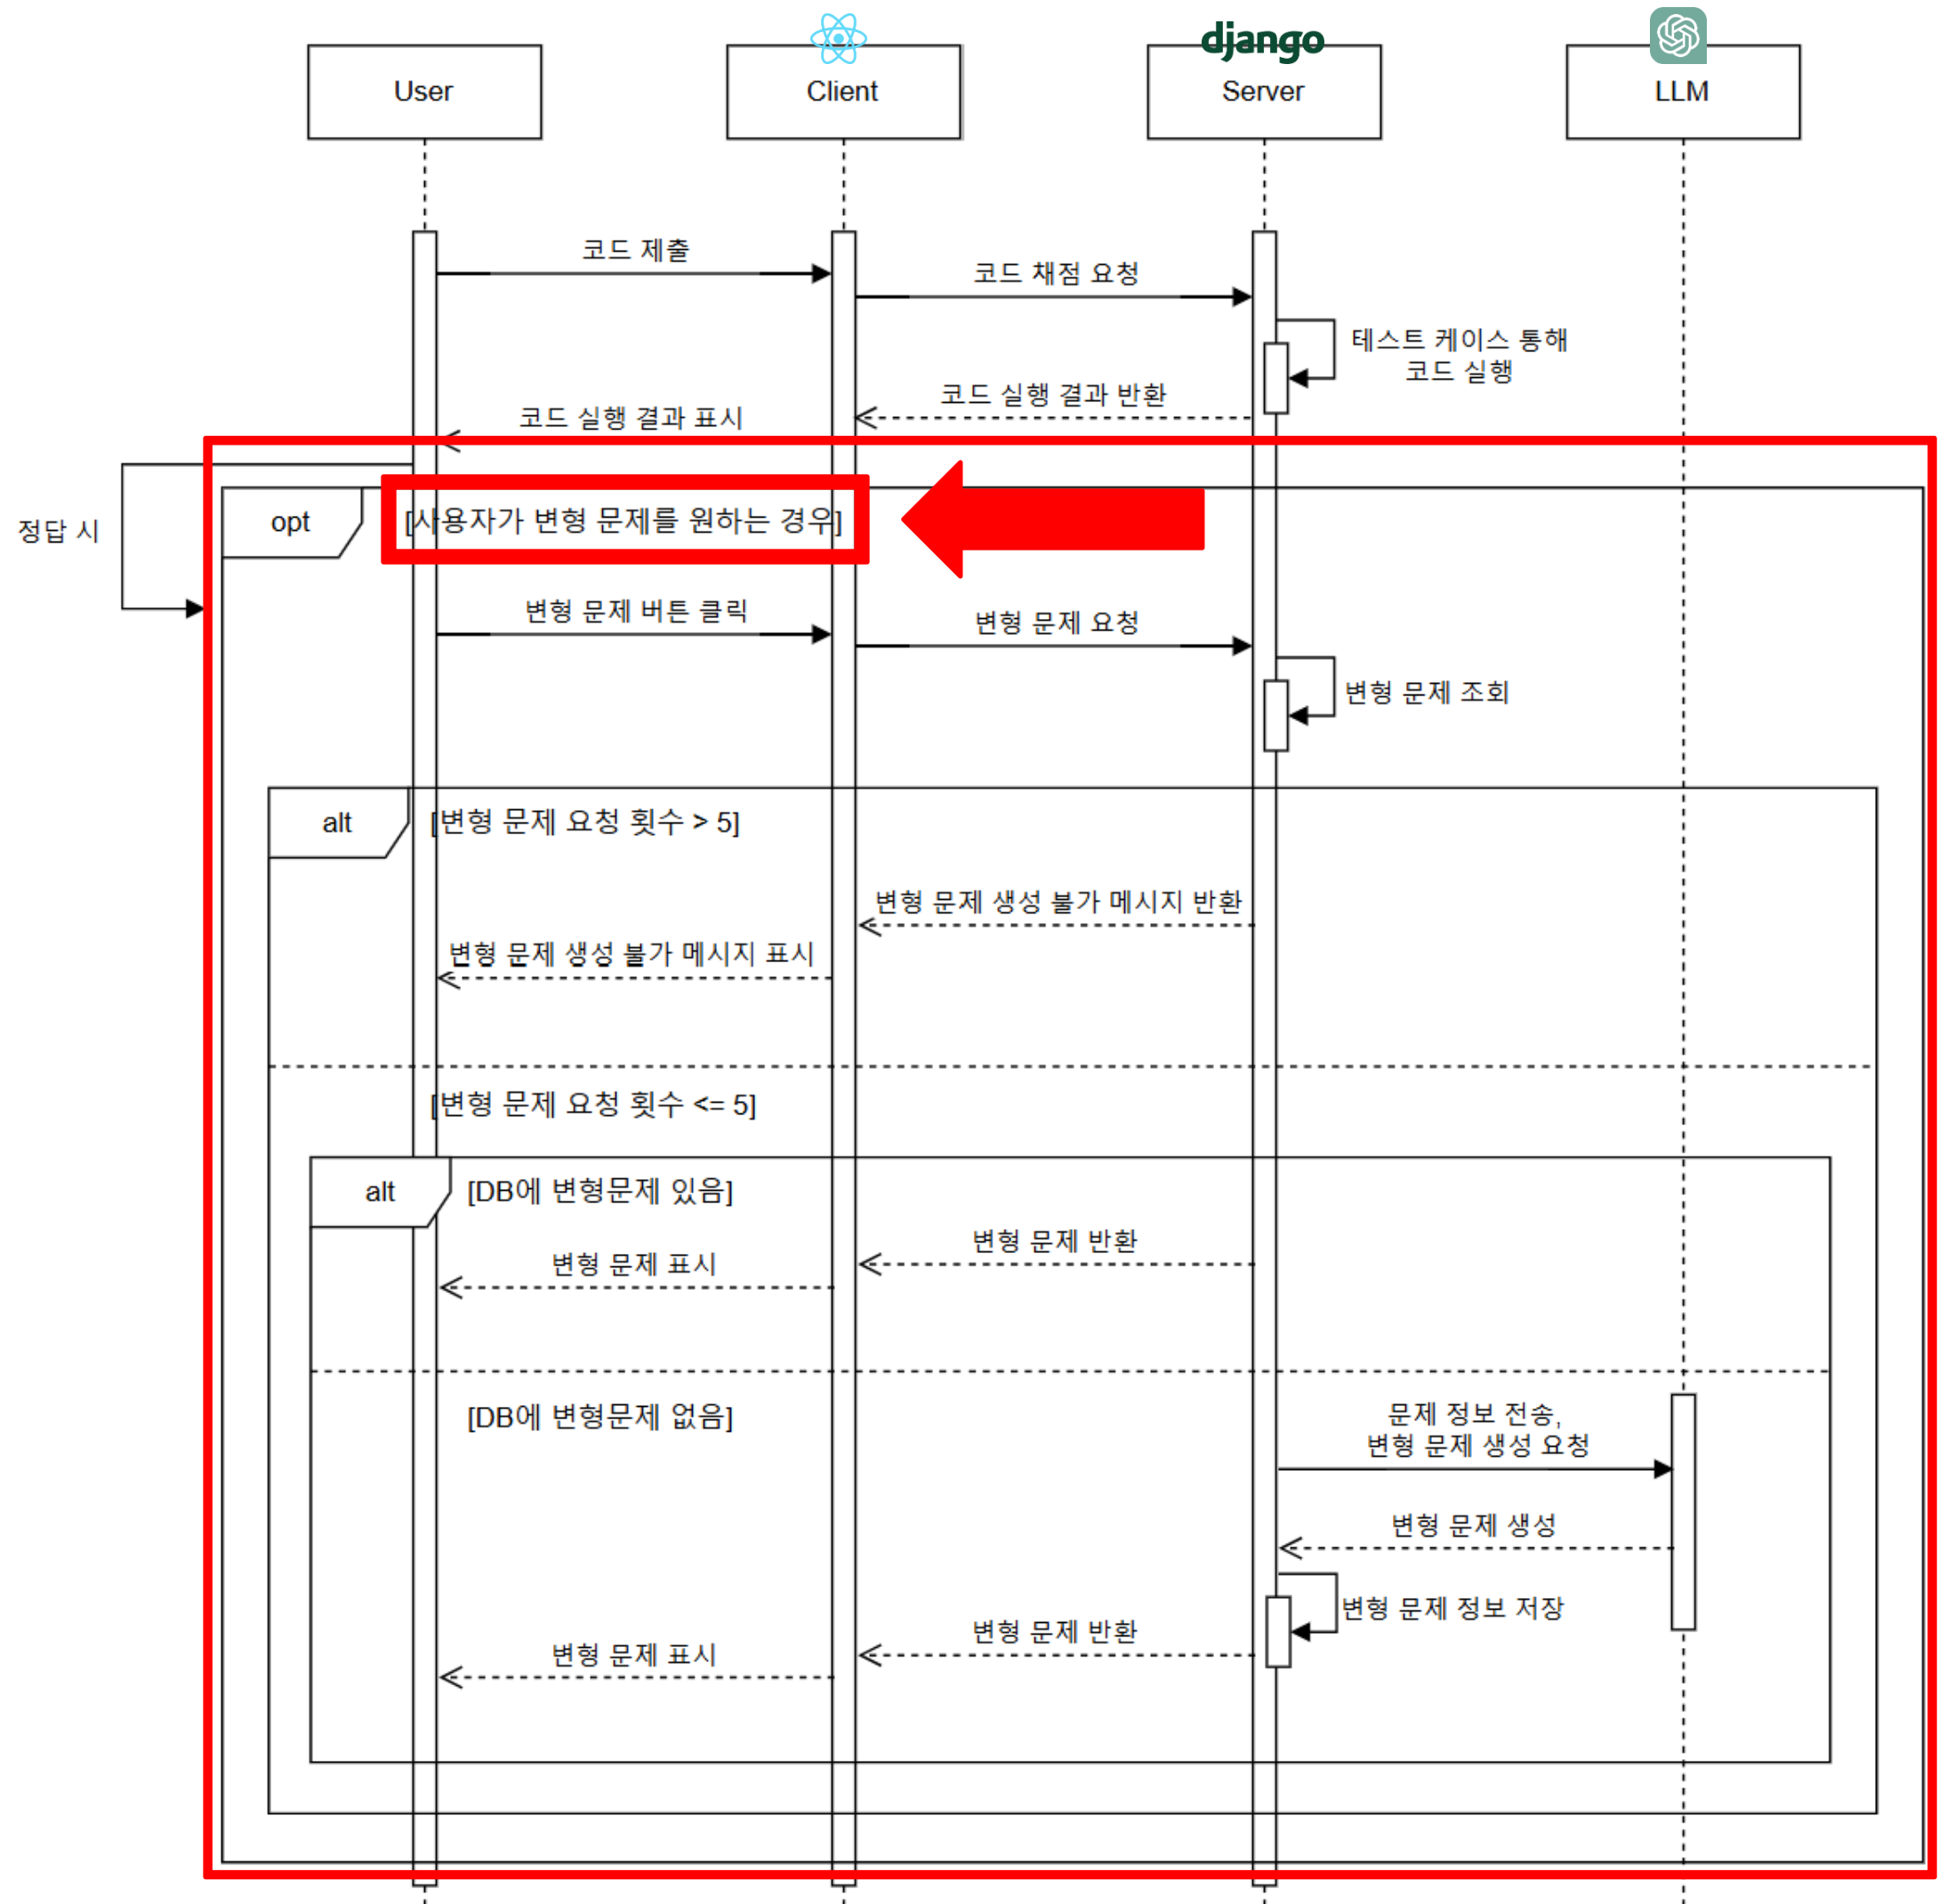 django
User
Client
Server
LLM
코드 제출
코드 채점 요청
테스트 케이스 통해
코드 실행
코드 실행 결과 반환
코드 실행 결과 표시
정답 시
opt
[사용자가 변형 문제를 원하는 경우]
변형 문제 버튼 클릭
변형 문제 요청
변형 문제 조회
alt
[변형 문제 요청 횟수 > 5]
변형 문제 생성 불가 메시지 반환
변형 문제 생성 불가 메시지 표시
[변형 문제 요청 횟수 <= 5]
alt
[DB에 변형문제 있음]
변형 문제 반환
변형 문제 표시
[DB에 변형문제 없음]
문제 정보 전송,
변형 문제 생성 요청
변형 문제 생성
변형 문제 정보 저장
변형 문제 반환
변형 문제 표시